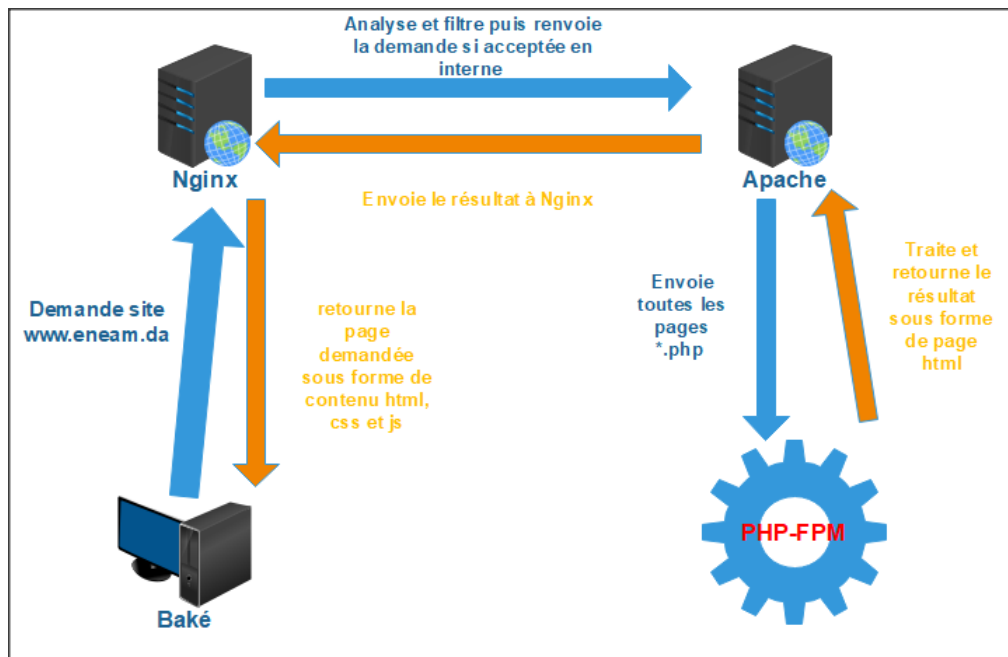 Analyse et filtre puis renvoie
la demande si acceptée en
interne
Nginx
Apache
Envoie le résultat à Nginx
Demande site
www.eneam.da
retourne la
page
demandée
sous forme de
contenu html,
css et js
Envoie
toutes les
pages
*.php
Traite et
retourne le
résultat
sous forme
de page
html
PHP-FPM
Baké